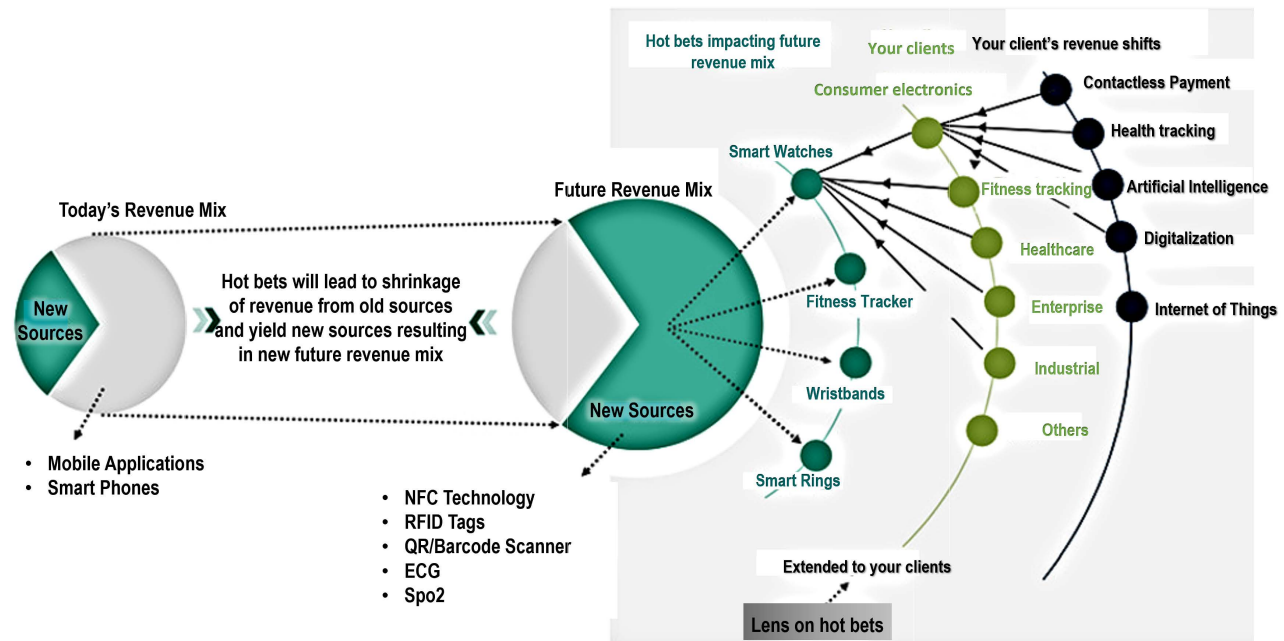 Hot bets impacting future
revenue mix
Your clients
Your client's revenue shifts
Consumer electronics
Contactless Payment
Health tracking
Smart Watches
Fitness tracking
Artificial Intelligence
Future Revenue Mix
Today's Revenue Mix
Healthcare
Digitalization
Hot bets will lead to shrinkage
of revenue from old sources
and yield new sources resulting
in new future revenue mix
New
Sources
Fitness Tracker
Enterprise
Internet of Things
Industrial
Wristbands
New Sources
Others
Smart Rings
• Mobile Applications
• Smart Phones
• NFC Technology
• RFID Tags
• QR/Barcode Scanner
• ECG
• Spo2
Extended to your clients
Lens on hot bets